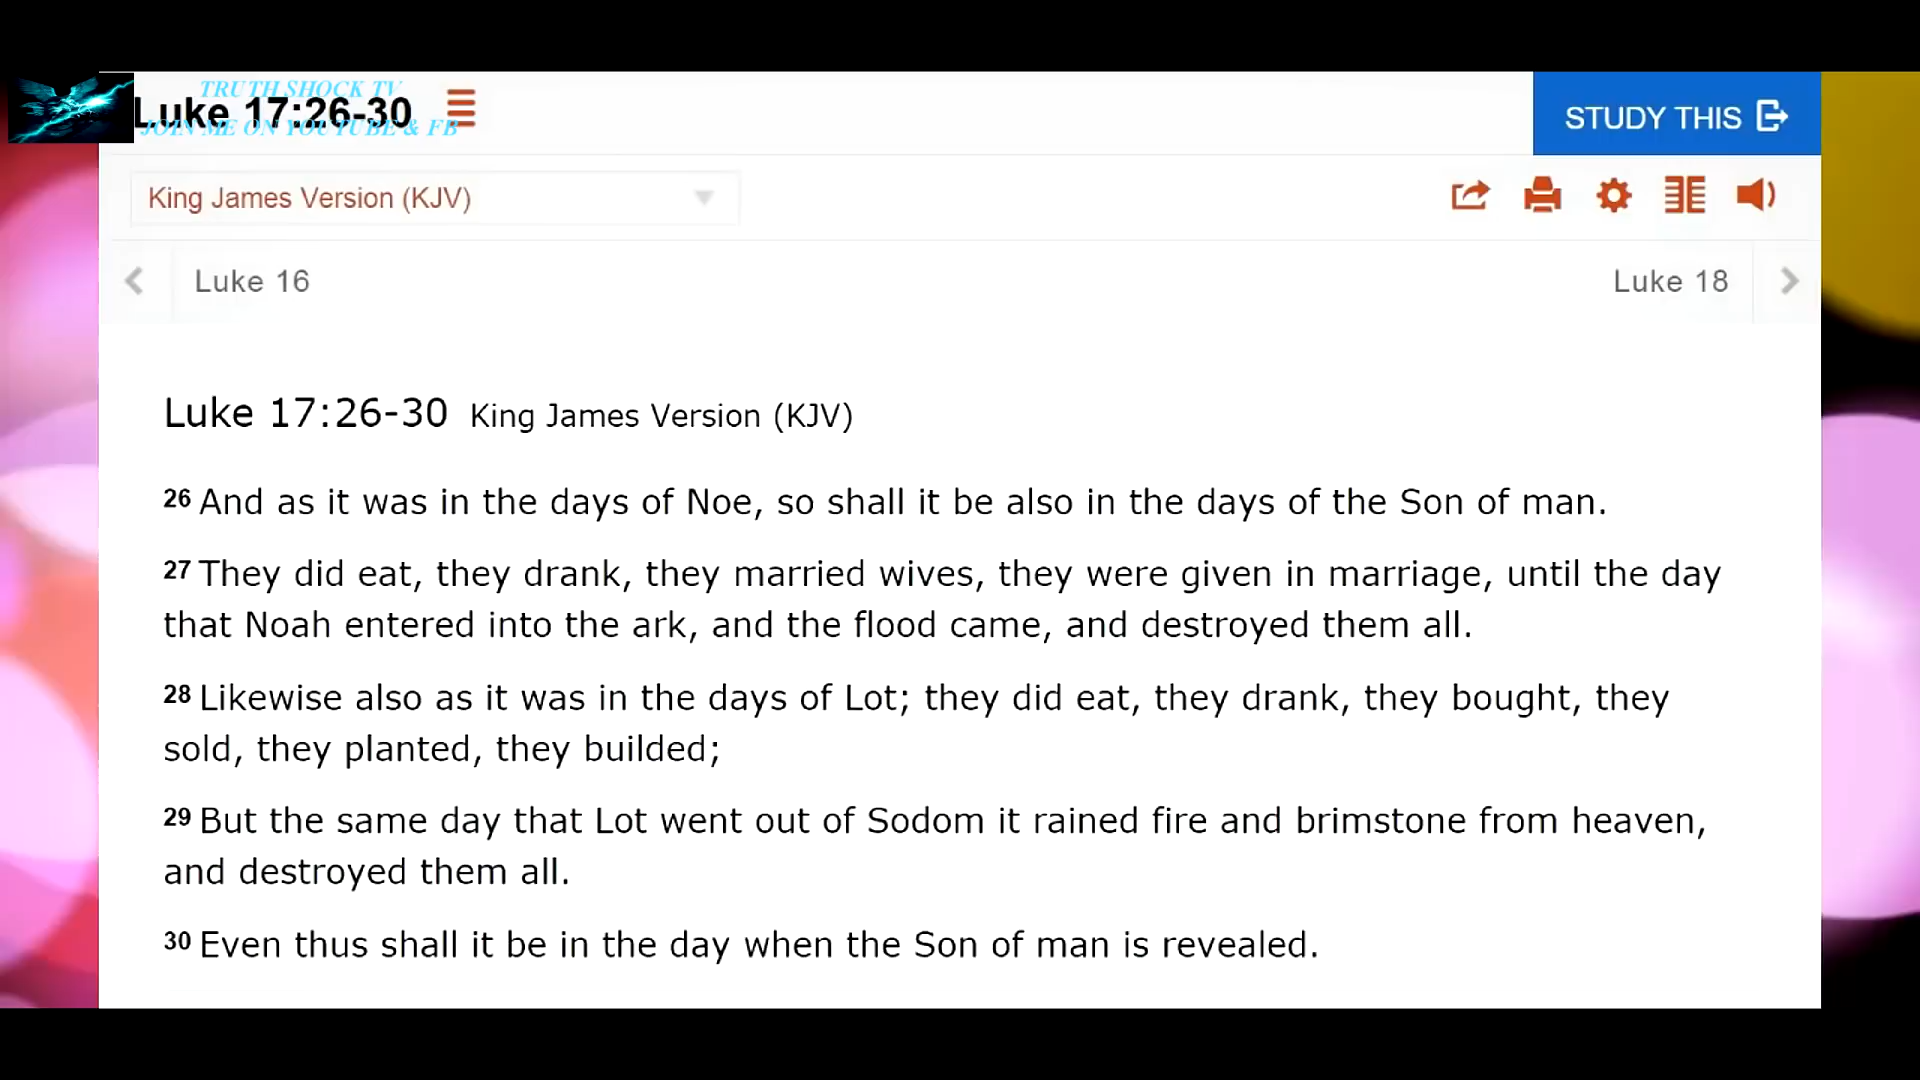 TRUTH SHOCK TV
Luke 17:26-30
JOIN ME ON YOUTUBE & FB
STUDY THIS
King James Version (KJV)
Luke 16
Luke 18
Luke 17:26-30 King James Version (KJV)
26 And as it was in the days of Noe, so shall it be also in the days of the Son of man.
27 They did eat, they drank, they married wives, they were given in marriage, until the day
that Noah entered into the ark, and the flood came, and destroyed them all.
28 Likewise also as it was in the days of Lot; they did eat, they drank, they bought, they
sold, they planted, they builded;
29 But the same day that Lot went out of Sodom it rained fire and brimstone from heaven,
and destroyed them all.
30 Even thus shall it be in the day when the Son of man is revealed.